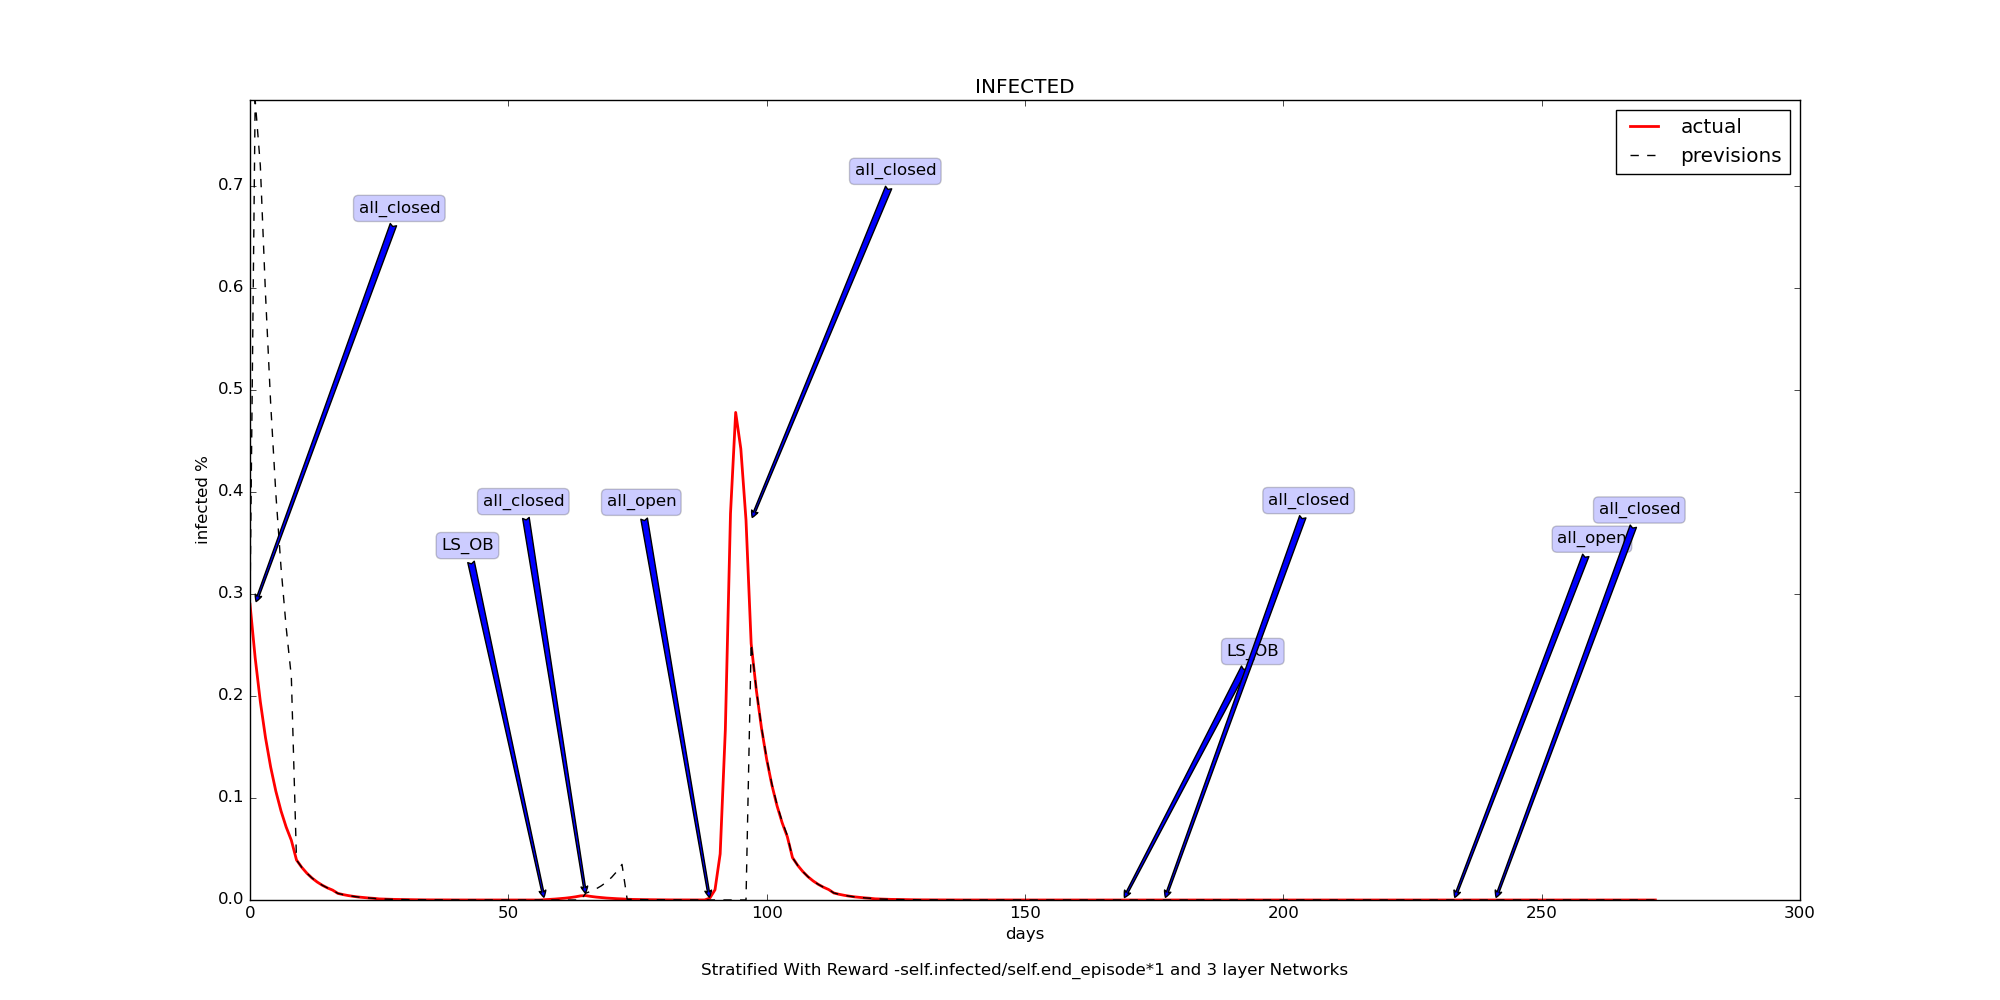 INFECTED
actual
previsions
all_closed
all_closed
all_closed
all_open
LS_OB
all_closed
all_closed
all_open
LS_OB
infected %
0.7
0.6
0.5
0.4
0.3
0.2
0.1
0.0
0 50 100 150 200 250 300
days
Stratified With Reward -self.infected/self.end_episode*1 and 3 layer Networks